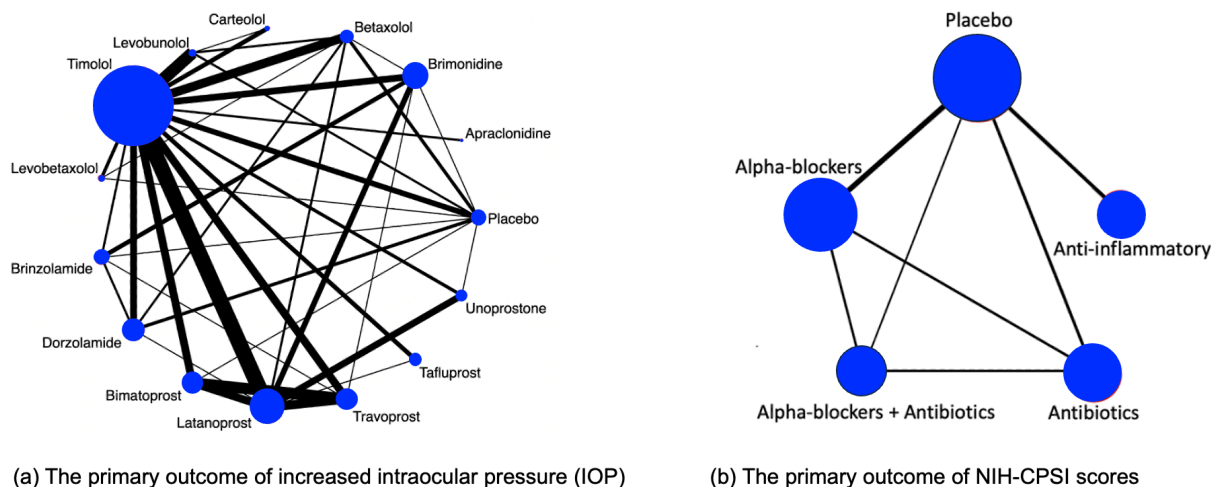 Carteolol
Betaxolol
Levobunolol
Brimonidine
Timolol
Apraclonidine
Levobetaxolol
Placebo
Brinzolamide
Unoprostone
Dorzolamide
Tafluprost
Bimatoprost
Travoprost
Latanoprost
(a) The primary outcome of increased intraocular pressure (IOP)
Placebo
Alpha-blockers
Anti-inflammatory
Alpha-blockers + Antibiotics
Antibiotics
(b) The primary outcome of NIH-CPSI scores